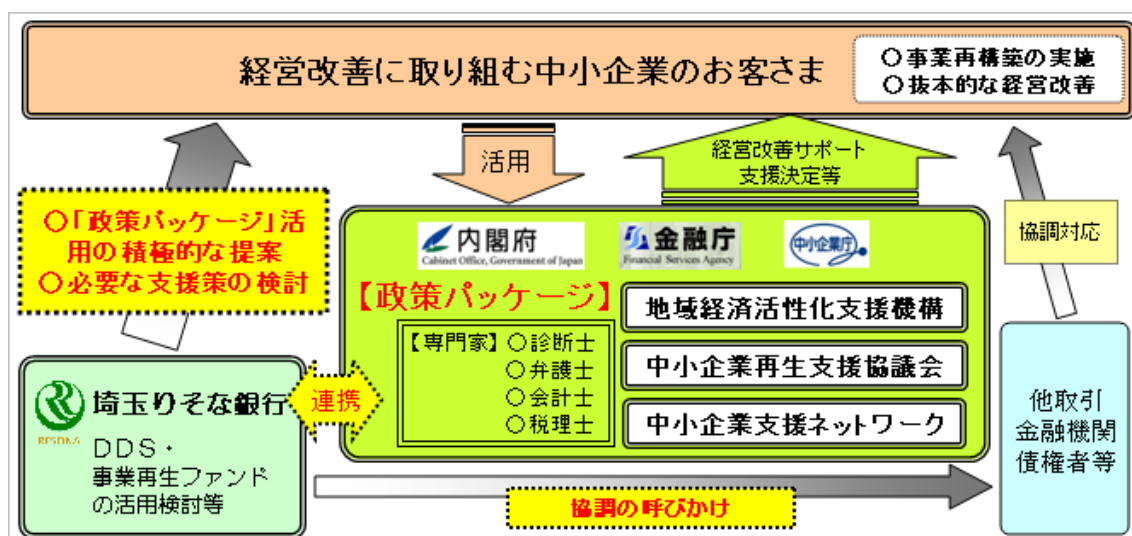 経営改善に取り組む中小企業のお客さま
○事業再構築の実施
○抜本的な経営改善
活用
経営改善サポート
支援決定等
○「政策パッケージ」活
用の積極的な提案
○必要な支援策の検討
協調対応
内閣府
Cabinet Office, Government of Japan
金融庁
Financial Services Agency
中小企業庁
【政策パッケージ】
【専門家】○診断士
○弁護士
○会計士
○税理士
地域経済活性化支援機構
中小企業再生支援協議会
中小企業支援ネットワーク
RESONA
埼玉りそな銀行
DDS・
事業再生ファンド
の活用検討等
連携
他取引
金融機関
債権者等
協調の呼びかけ